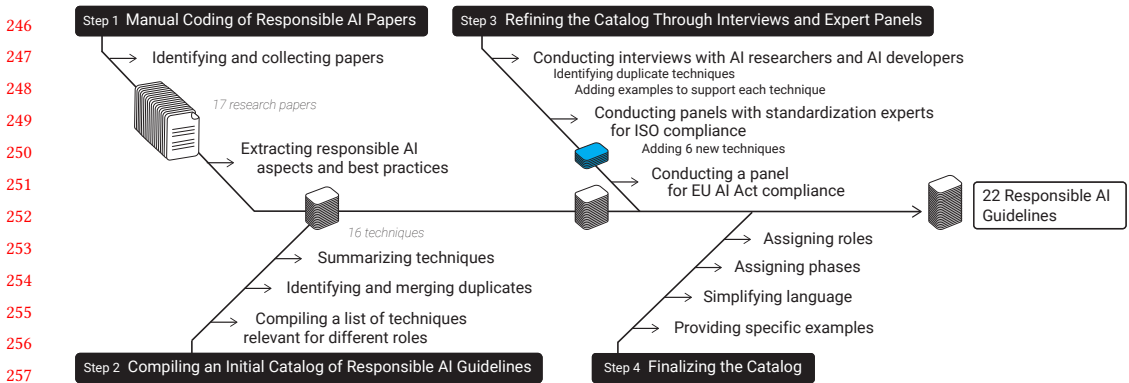 246
247
248
249
250
251
252
253
254
255
256
257
Step 1 Manual Coding of Responsible AI Papers
Identifying and collecting papers
17 research papers
Extracting responsible AI
aspects and best practices
16 techniques
Summarizing techniques
Identifying and merging duplicates
Compiling a list of techniques
relevant for different roles
Step 2 Compiling an Initial Catalog of Responsible AI Guidelines
Step 3 Refining the Catalog Through Interviews and Expert Panels
Conducting interviews with AI researchers and AI developers
Identifying duplicate techniques
Adding examples to support each technique
Conducting panels with standardization experts
for ISO compliance
Adding 6 new techniques
Conducting a panel
for EU AI Act compliance
22 Responsible AI
Guidelines
Assigning roles
Assigning phases
Simplifying language
Providing specific examples
Step 4 Finalizing the Catalog